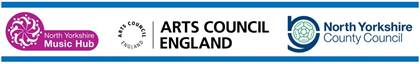 North Yorkshire
Music Hub
ARTS COUNCIL
ENGLAND
ARTS COUNCIL
ENGLAND
North Yorkshire
County Council